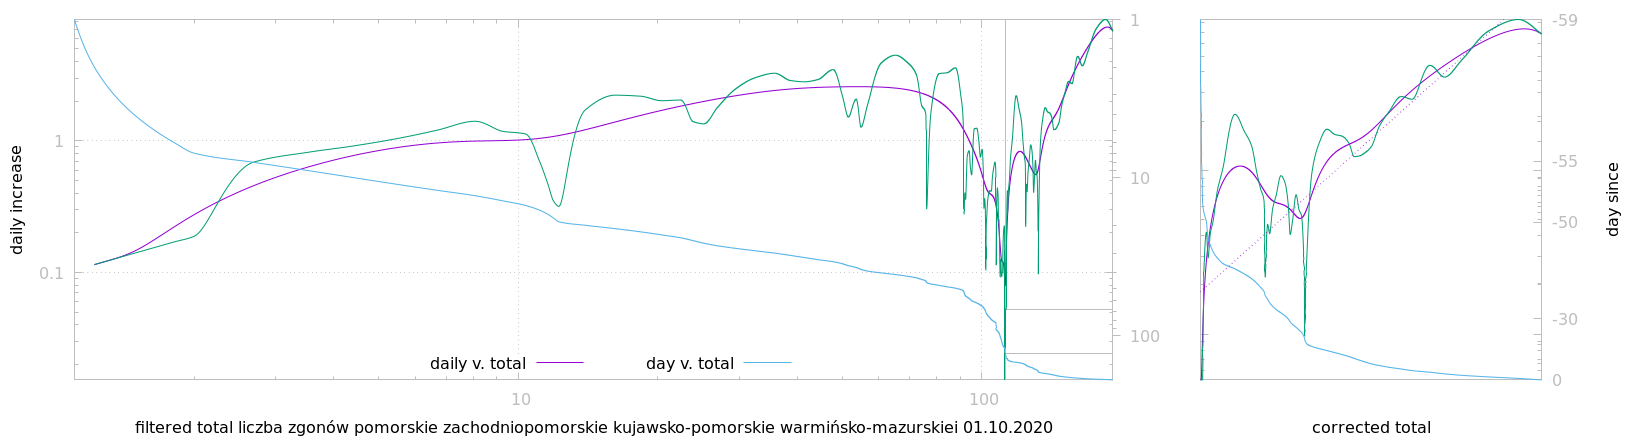 daily increase
1
0.1
10
100
1
10
100
daily v. total
day v. total
filtered total liczba zgonów pomorskie zachodniopomorskie kujawsko-pomorskie warmińsko-mazurskiei 01.10.2020
-59
-55
-50
-30
0
day since
corrected total